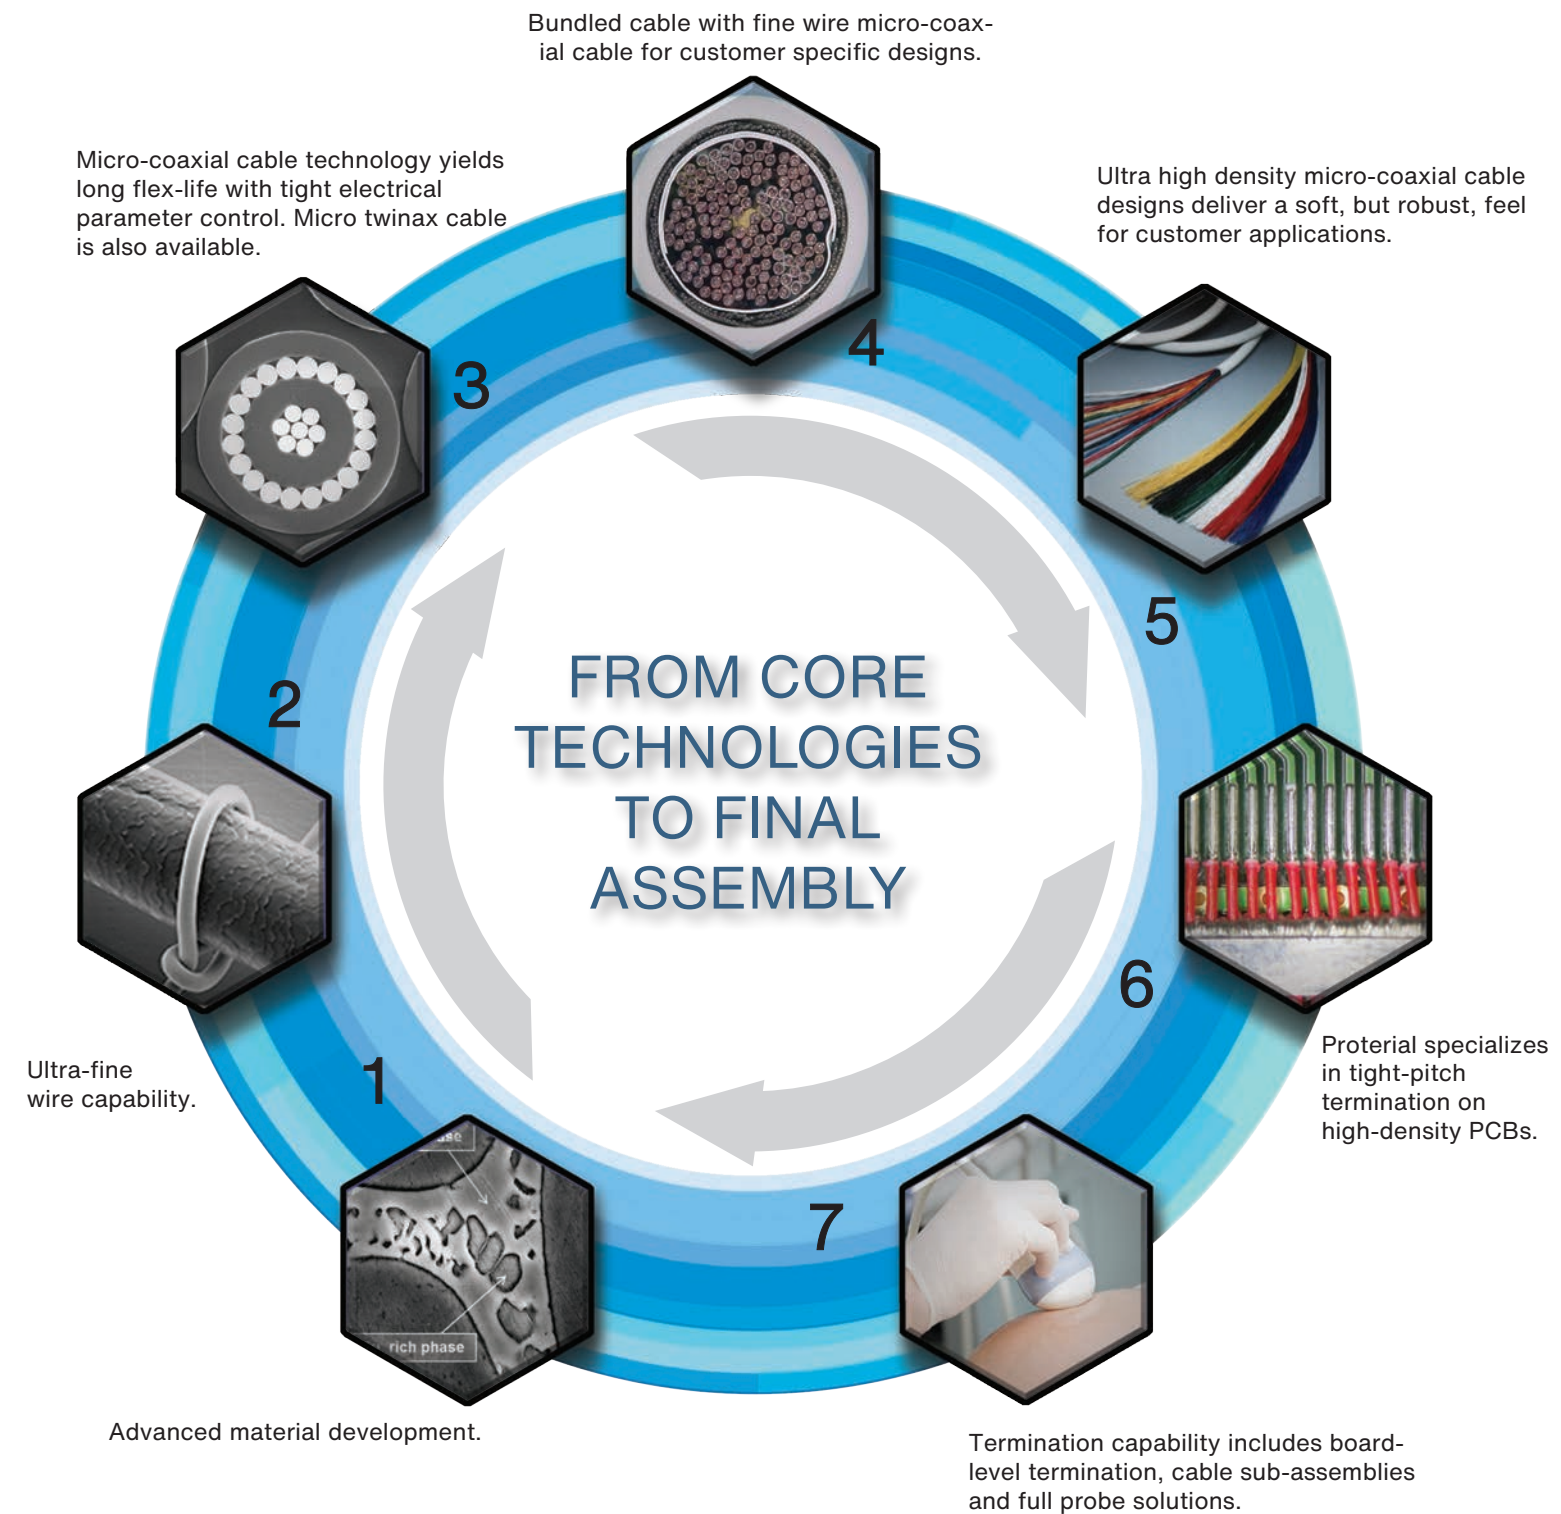 Bundled cable with fine wire micro-coax-
ial cable for customer specific designs.
Micro-coaxial cable technology yields
long flex-life with tight electrical
parameter control. Micro twinax cable
is also available.
Ultra high density micro-coaxial cable
designs deliver a soft, but robust, feel
for customer applications.
4
3
5
2
FROM CORE
TECHNOLOGIES
TO FINAL
ASSEMBLY
6
Proterial specializes
in tight-pitch
termination on
high-density PCBs.
Ultra-fine
wire capability.
1
7
rich phase
Advanced material development.
Termination capability includes board-
level termination, cable sub-assemblies
and full probe solutions.